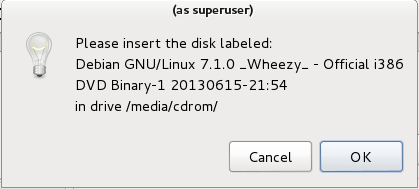 (as superuser)
Please insert the disk labeled:
Debian GNU/Linux 7.1.0 _Wheezy_ - Official i386
DVD Binary-1 20130615-21:54
in drive /media/cdrom/
Cancel
OK